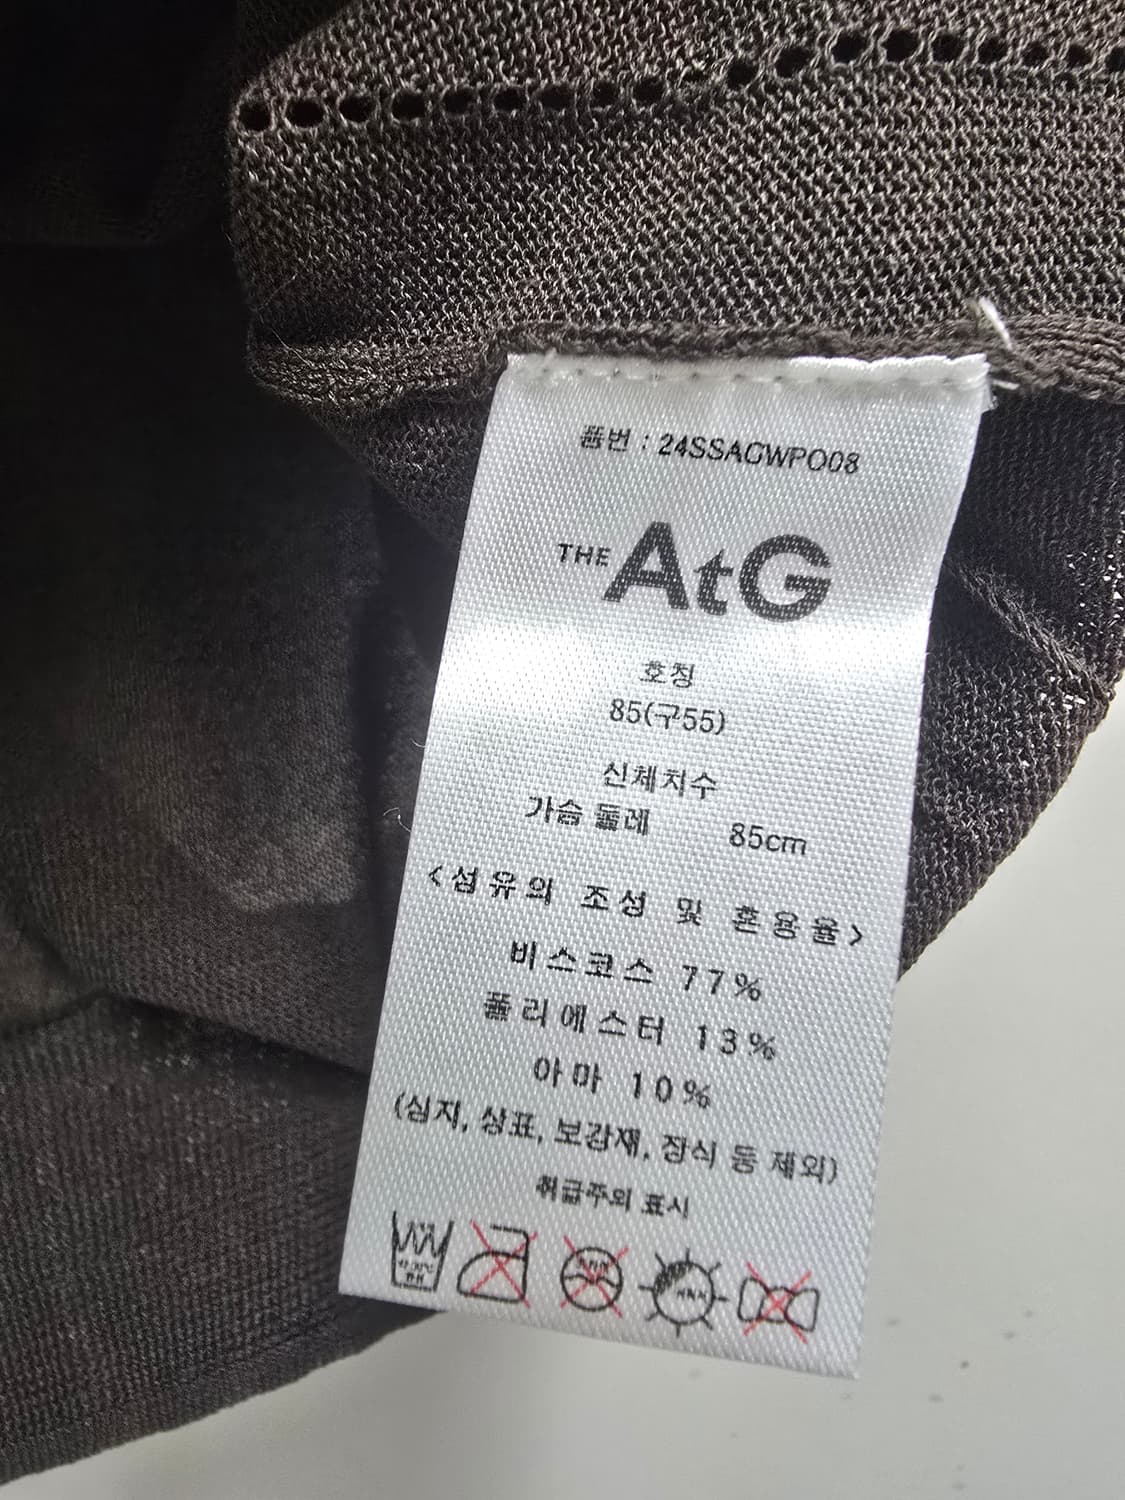 품번 : 24SSAGWPO08
THE AtG
호칭
85(구55)
신체치수
가슴 둘레 85cm
<섬유의 조성 및 혼용율>
비스코스 77%
폴리에스터 13%
아마 10%
(심지, 상표, 보강재, 장식 등 제외)
취급주의 표시